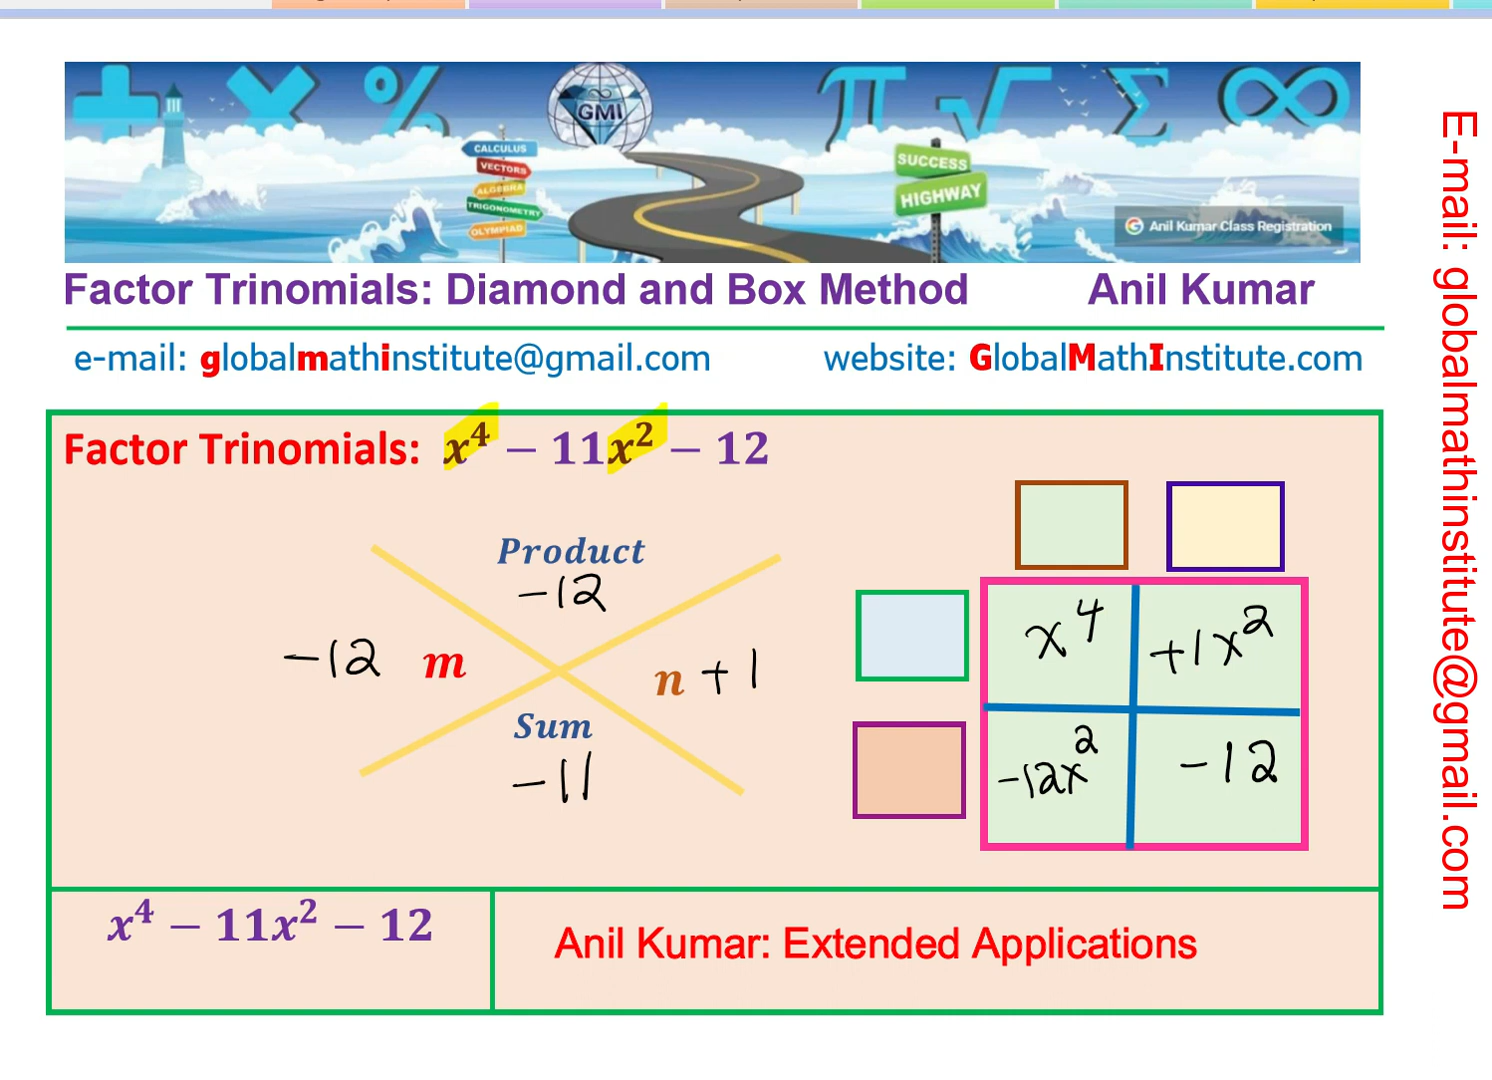 GMI
CALCULUS
VECTORS
ALGEBRA
TRIGONOMETRY
OLYMPIAD
SUCCESS
HIGHWAY
Anil Kumar Class Registration
+ × % π √ Σ ∞
Factor Trinomials: Diamond and Box Method Anil Kumar
e-mail: globalmathinstitute@gmail.com website: GlobalMathInstitute.com
Factor Trinomials: x⁴ − 11x² − 12
Product
−12
−12 m n +1
Sum
−11
x⁴ +1x²
−12x² −12
x⁴ − 11x² − 12
Anil Kumar: Extended Applications
E-mail: globalmathinstitute@gmail.com